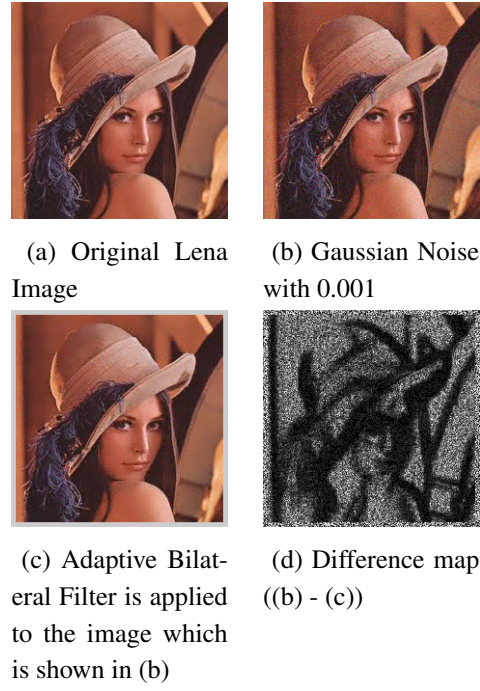 (a) Original Lena
Image
(b) Gaussian Noise
with 0.001
(c) Adaptive Bilat-
eral Filter is applied
to the image which
is shown in (b)
(d) Difference map
((b) - (c))